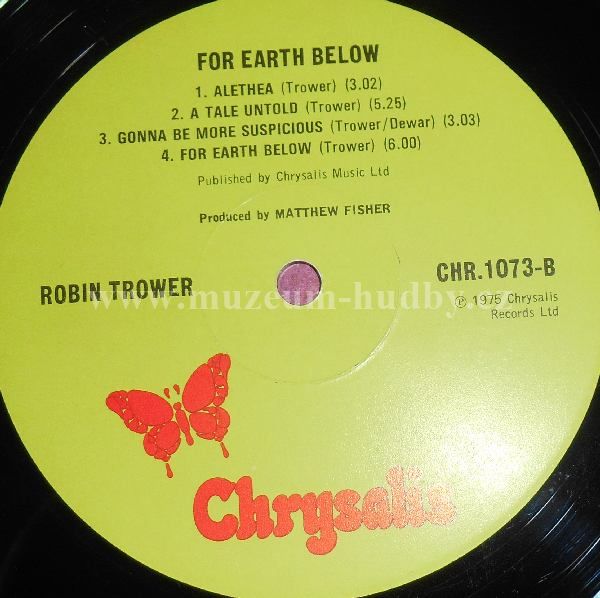 FOR EARTH BELOW
1. ALETHEA (Trower) (3.02)
2. A TALE UNTOLD (Trower) (5.25)
3. GONNA BE MORE SUSPICIOUS (Trower/Dewar) (3.03)
4. FOR EARTH BELOW (Trower) (6.00)
Published by Chrysalis Music Ltd
Produced by MATTHEW FISHER
ROBIN TROWER
CHR.1073-B
www.muzeum-hudby.cz
℗ 1975 Chrysalis
Records Ltd
Chrysalis